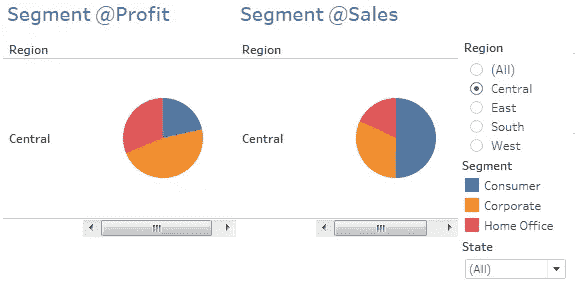 Segment @Profit
Region
Central
Segment @Sales
Region
Central
Region
(All)
Central
East
South
West
Segment
Consumer
Corporate
Home Office
State
(All)